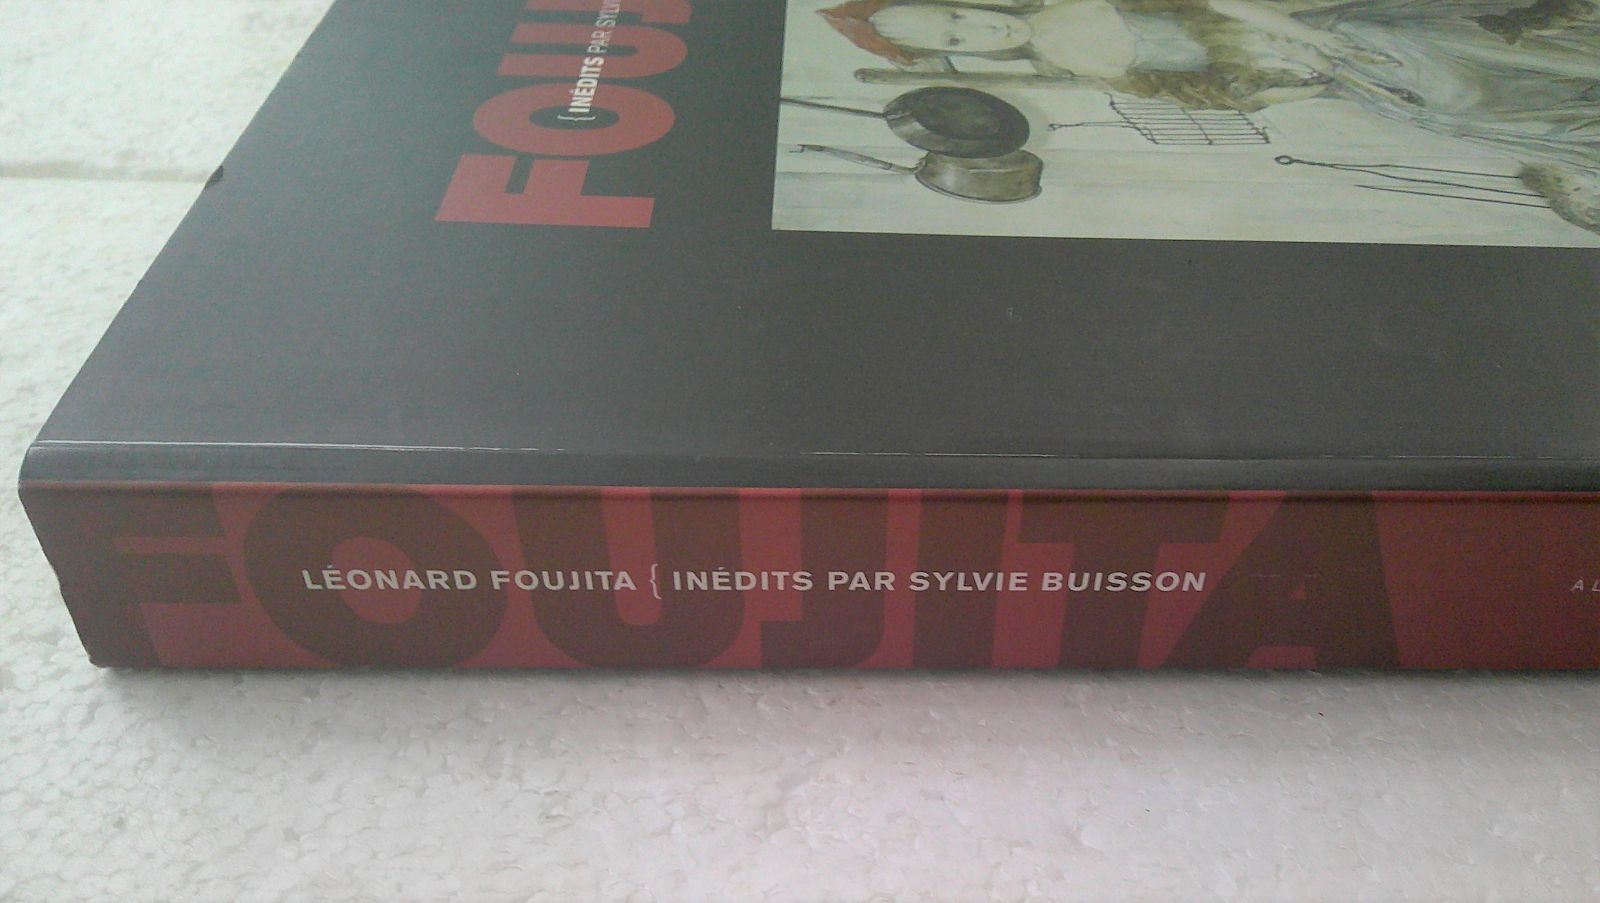 FOUJ
{ INÉDITS PAR SYLV
FOUJITA
LÉONARD FOUJITA { INÉDITS PAR SYLVIE BUISSON